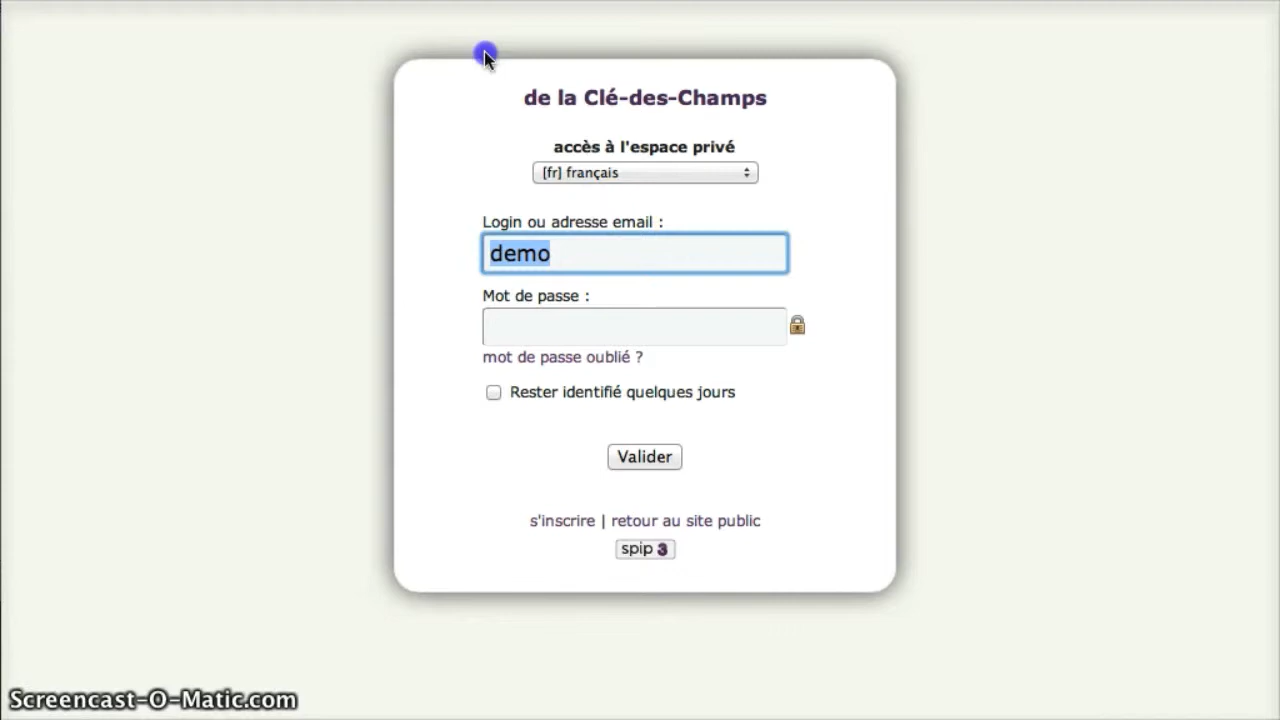 de la Clé-des-Champs
accès à l'espace privé
[fr] français
Login ou adresse email :
demo
Mot de passe :
mot de passe oublié ?
Rester identifié quelques jours
Valider
s'inscrire | retour au site public
spip 3
Screencast-O-Matic.com